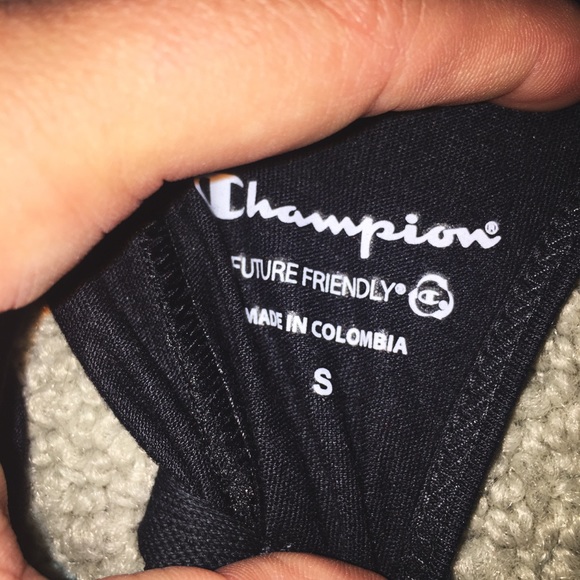 Champion®
FUTURE FRIENDLY®
MADE IN COLOMBIA
S